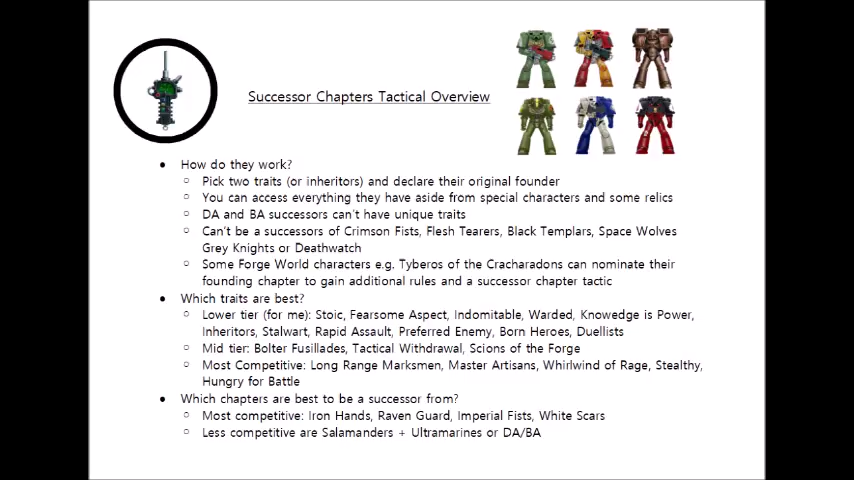 Successor Chapters Tactical Overview
• How do they work?
○ Pick two traits (or inheritors) and declare their original founder
○ You can access everything they have aside from special characters and some relics
○ DA and BA successors can't have unique traits
○ Can't be a successors of Crimson Fists, Flesh Tearers, Black Templars, Space Wolves
Grey Knights or Deathwatch
○ Some Forge World characters e.g. Tyberos of the Cracharadons can nominate their
founding chapter to gain additional rules and a successor chapter tactic
• Which traits are best?
○ Lower tier (for me): Stoic, Fearsome Aspect, Indomitable, Warded, Knowedge is Power,
Inheritors, Stalwart, Rapid Assault, Preferred Enemy, Born Heroes, Duellists
○ Mid tier: Bolter Fusillades, Tactical Withdrawal, Scions of the Forge
○ Most Competitive: Long Range Marksmen, Master Artisans, Whirlwind of Rage, Stealthy,
Hungry for Battle
• Which chapters are best to be a successor from?
○ Most competitive: Iron Hands, Raven Guard, Imperial Fists, White Scars
○ Less competitive are Salamanders + Ultramarines or DA/BA